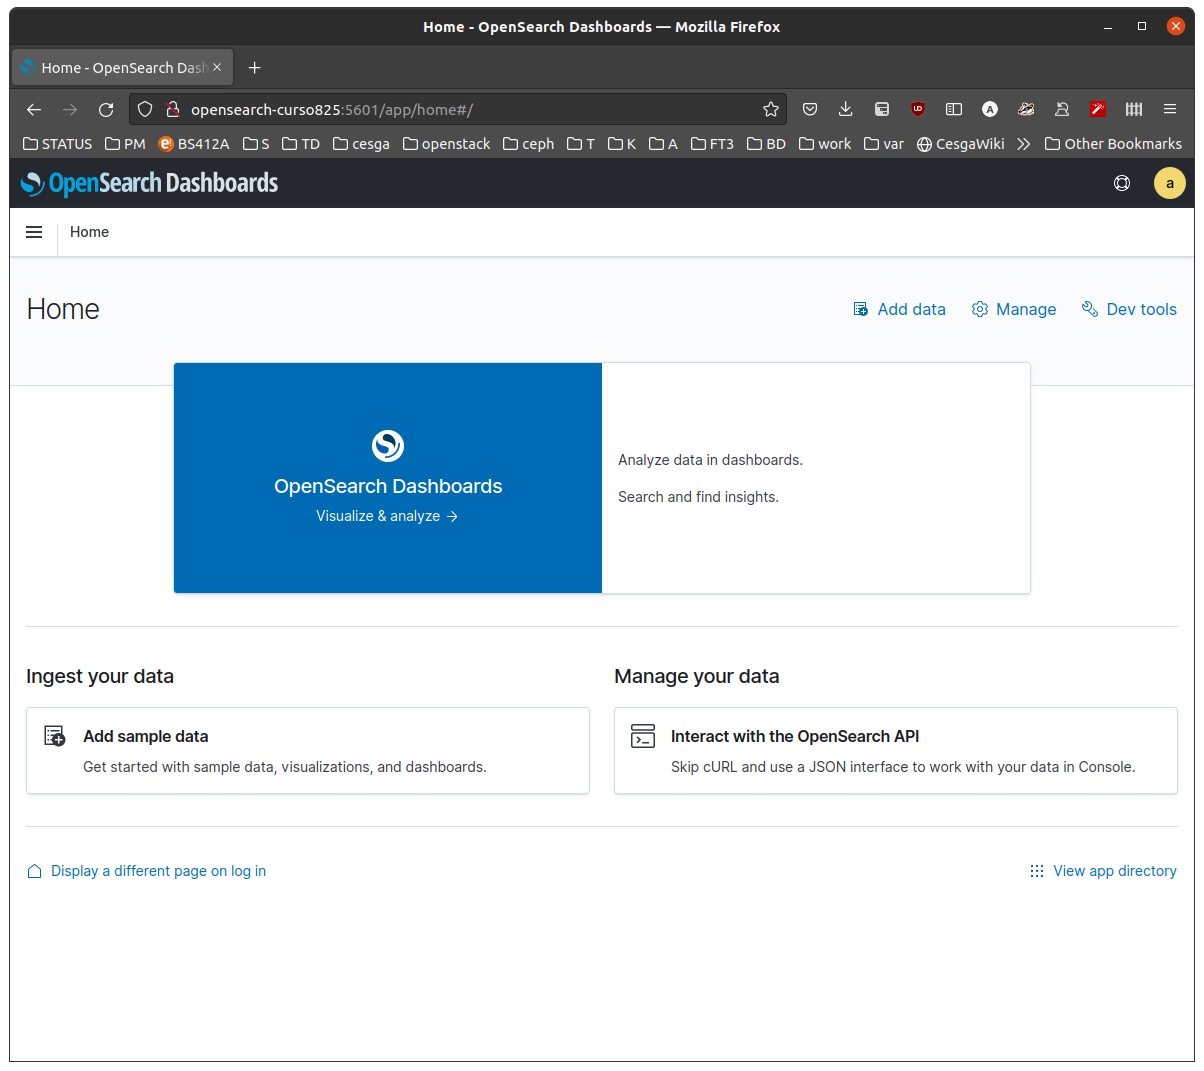 Home - OpenSearch Dashboards — Mozilla Firefox
Home - OpenSearch Dash
opensearch-curso825:5601/app/home#/
STATUS PM BS412A S TD cesga openstack ceph T K A FT3 BD work var CesgaWiki Other Bookmarks
OpenSearch Dashboards
a
Home
Home
Add data Manage Dev tools
OpenSearch Dashboards
Visualize & analyze →
Analyze data in dashboards.
Search and find insights.
Ingest your data
Add sample data
Get started with sample data, visualizations, and dashboards.
Manage your data
Interact with the OpenSearch API
Skip cURL and use a JSON interface to work with your data in Console.
Display a different page on log in
View app directory